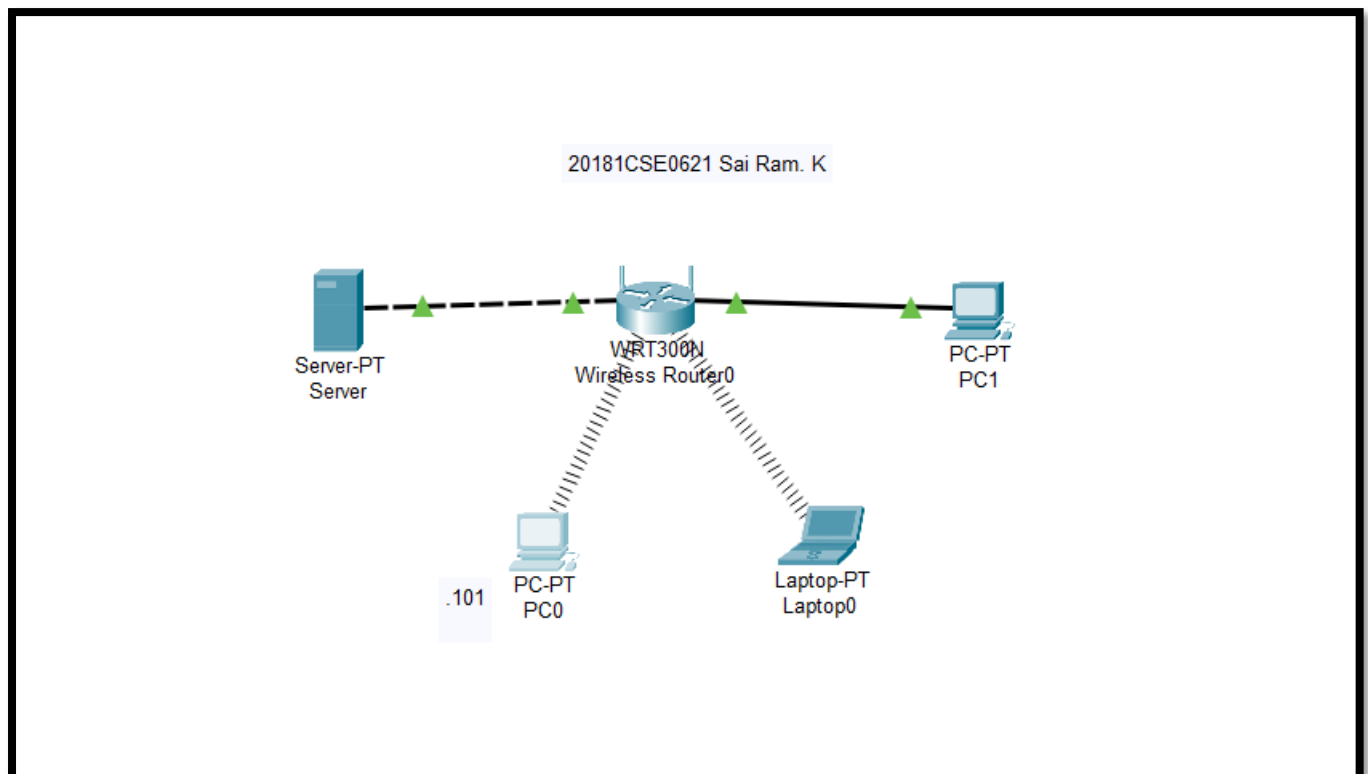 20181CSE0621 Sai Ram. K
Server-PT
Server
WRT300N
Wireless Router0
PC-PT
PC1
.101
PC-PT
PC0
Laptop-PT
Laptop0